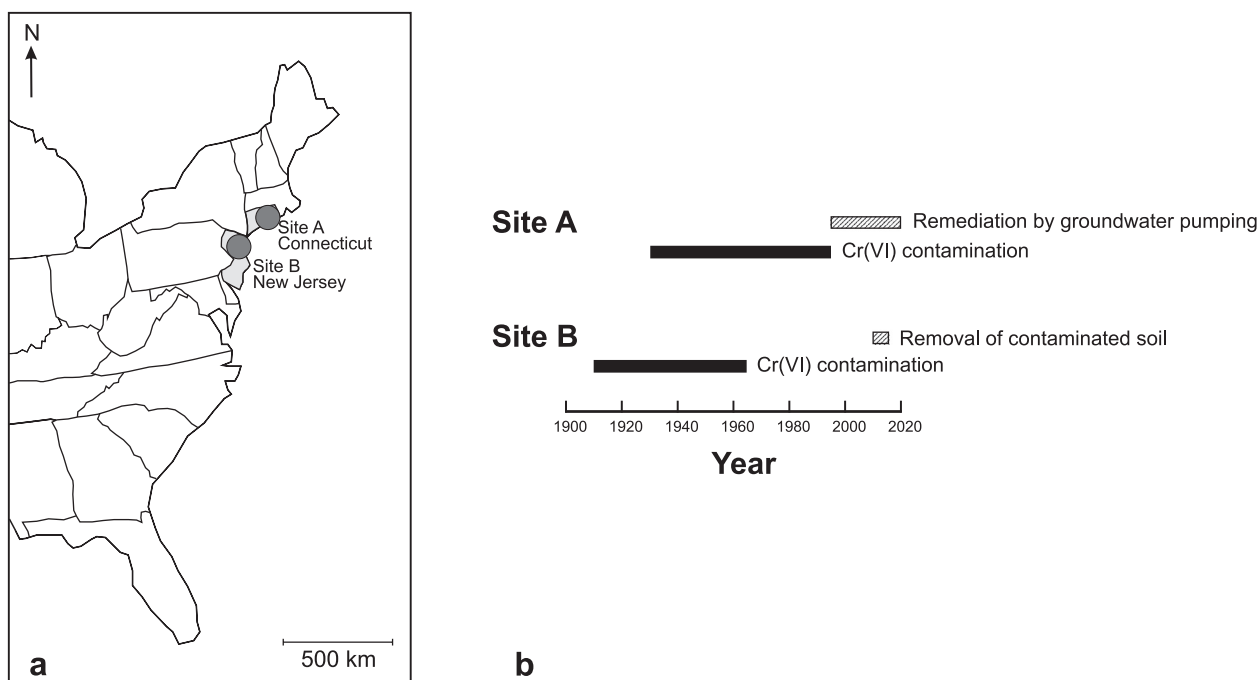 N
Site A
Connecticut
Site B
New Jersey
500 km
a
Site A
Remediation by groundwater pumping
Cr(VI) contamination
Site B
Removal of contaminated soil
Cr(VI) contamination
1900 1920 1940 1960 1980 2000 2020
Year
b